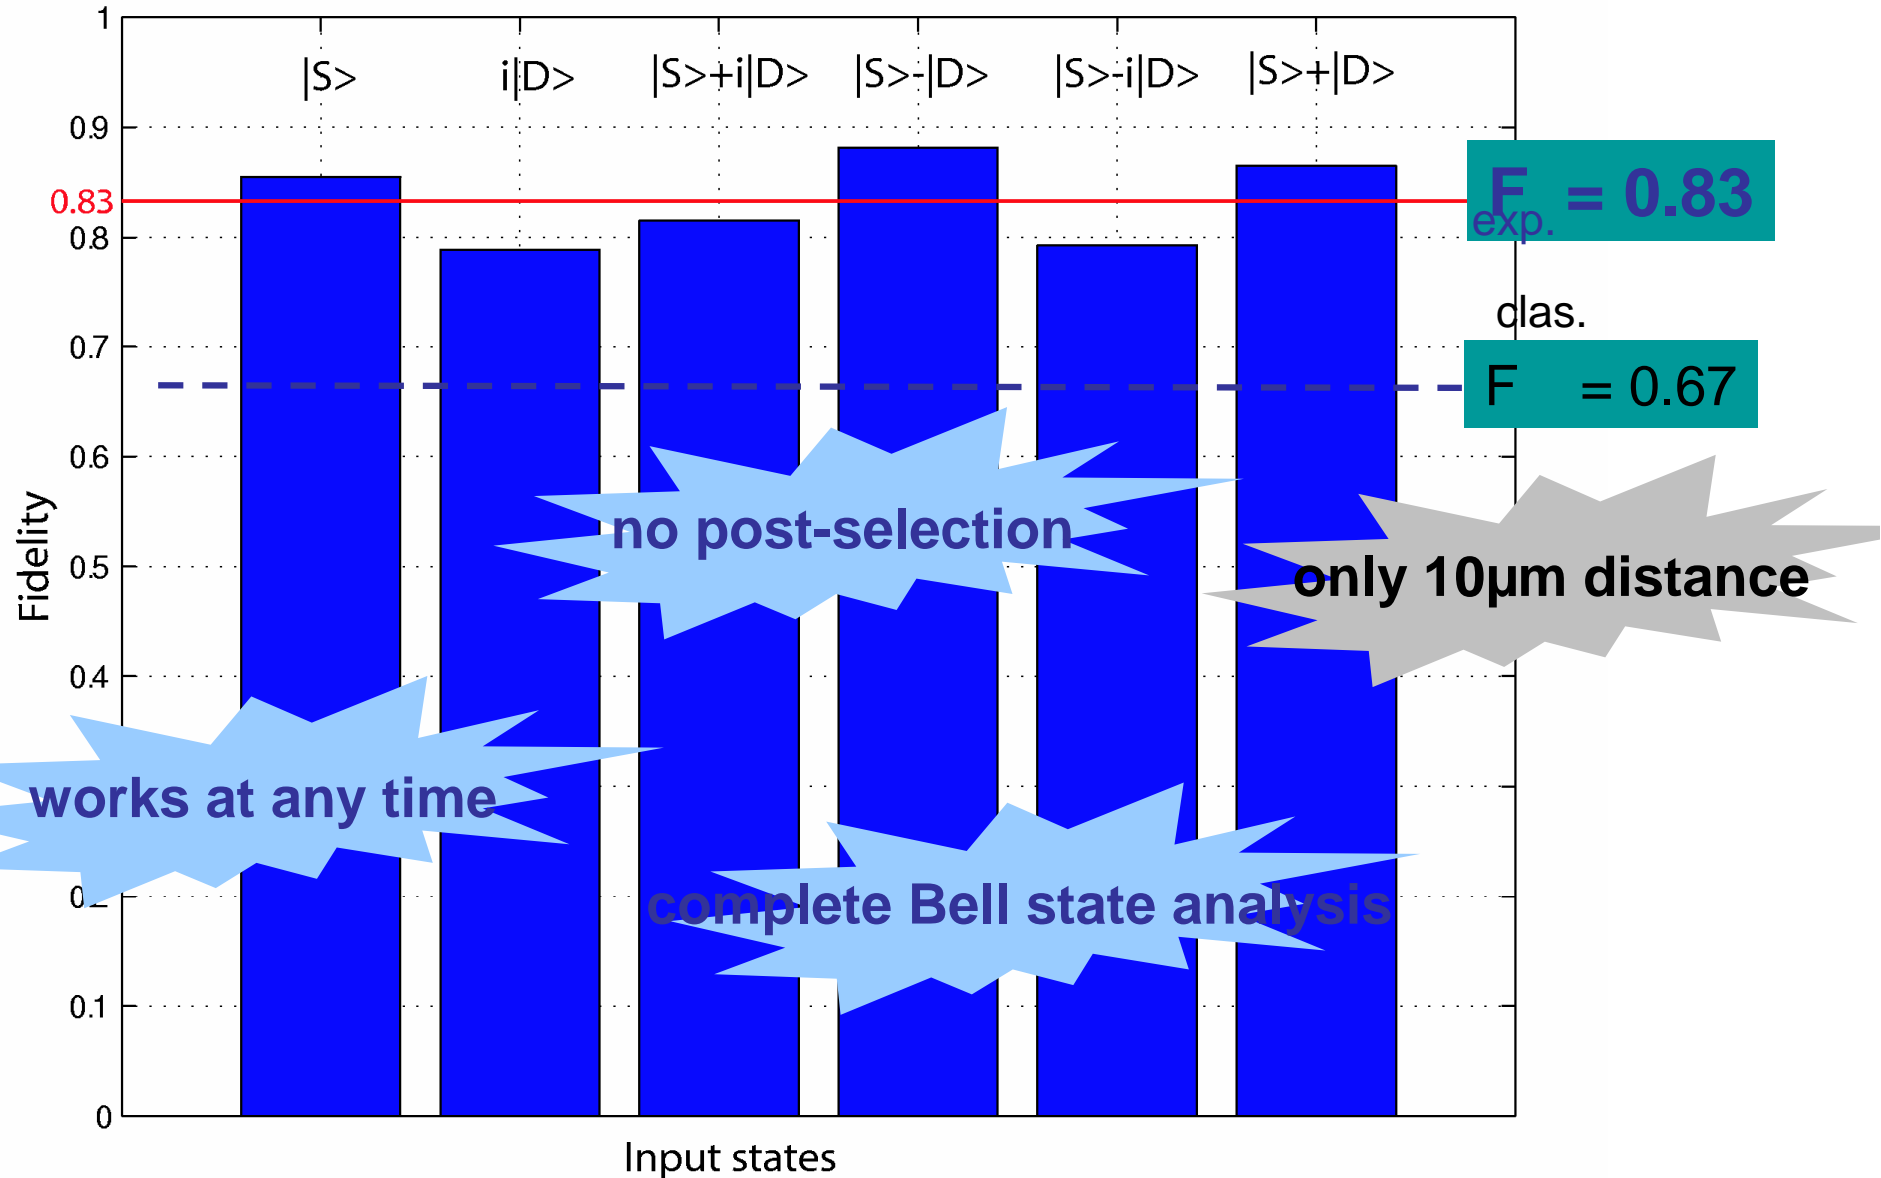 1
|S> i|D> |S>+i|D> |S>-|D> |S>-i|D> |S>+|D>
0.9
0.83
F exp. = 0.83
0.8
clas.
0.7
F = 0.67
0.6
no post-selection
Fidelity
0.5
only 10µm distance
0.4
works at any time
complete Bell state analysis
0.1
0
Input states